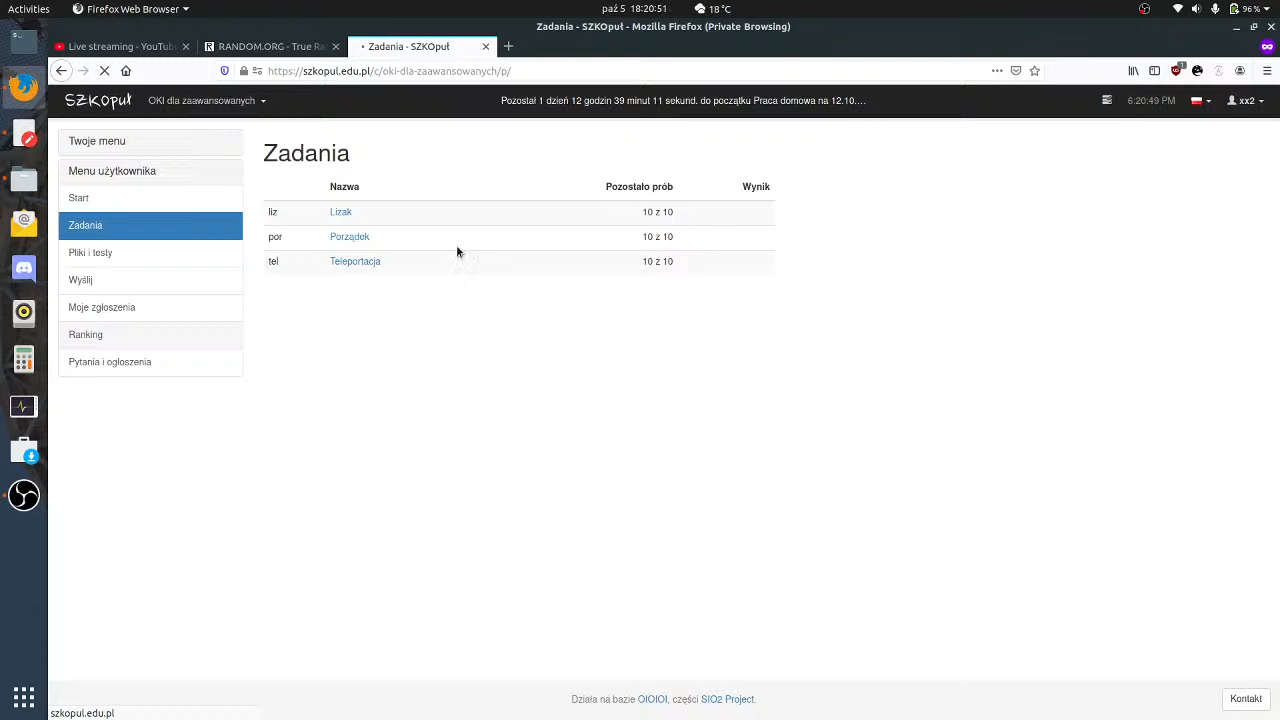 Activities
Firefox Web Browser
paź 5 18:20:51
18°C
96 %
Zadania - SZKOpuł - Mozilla Firefox (Private Browsing)
Live streaming - YouTub
RANDOM.ORG - True Ra
Zadania - SZKOpuł
https://szkopul.edu.pl/c/oki-dla-zaawansowanych/p/
1
SZKOpuł
OKI dla zaawansowanych
Pozostał 1 dzień 12 godzin 39 minut 11 sekund. do początku Praca domowa na 12.10....
6:20:49 PM
xx2
Twoje menu
Menu użytkownika
Start
Zadania
Pliki i testy
Wyślij
Moje zgłoszenia
Ranking
Pytania i ogłoszenia
Zadania
Nazwa Pozostało prób Wynik
liz Lizak 10 z 10
por Porządek 10 z 10
tel Teleportacja 10 z 10
Działa na bazie OIOIOI, części SIO2 Project.
Kontakt
szkopul.edu.pl